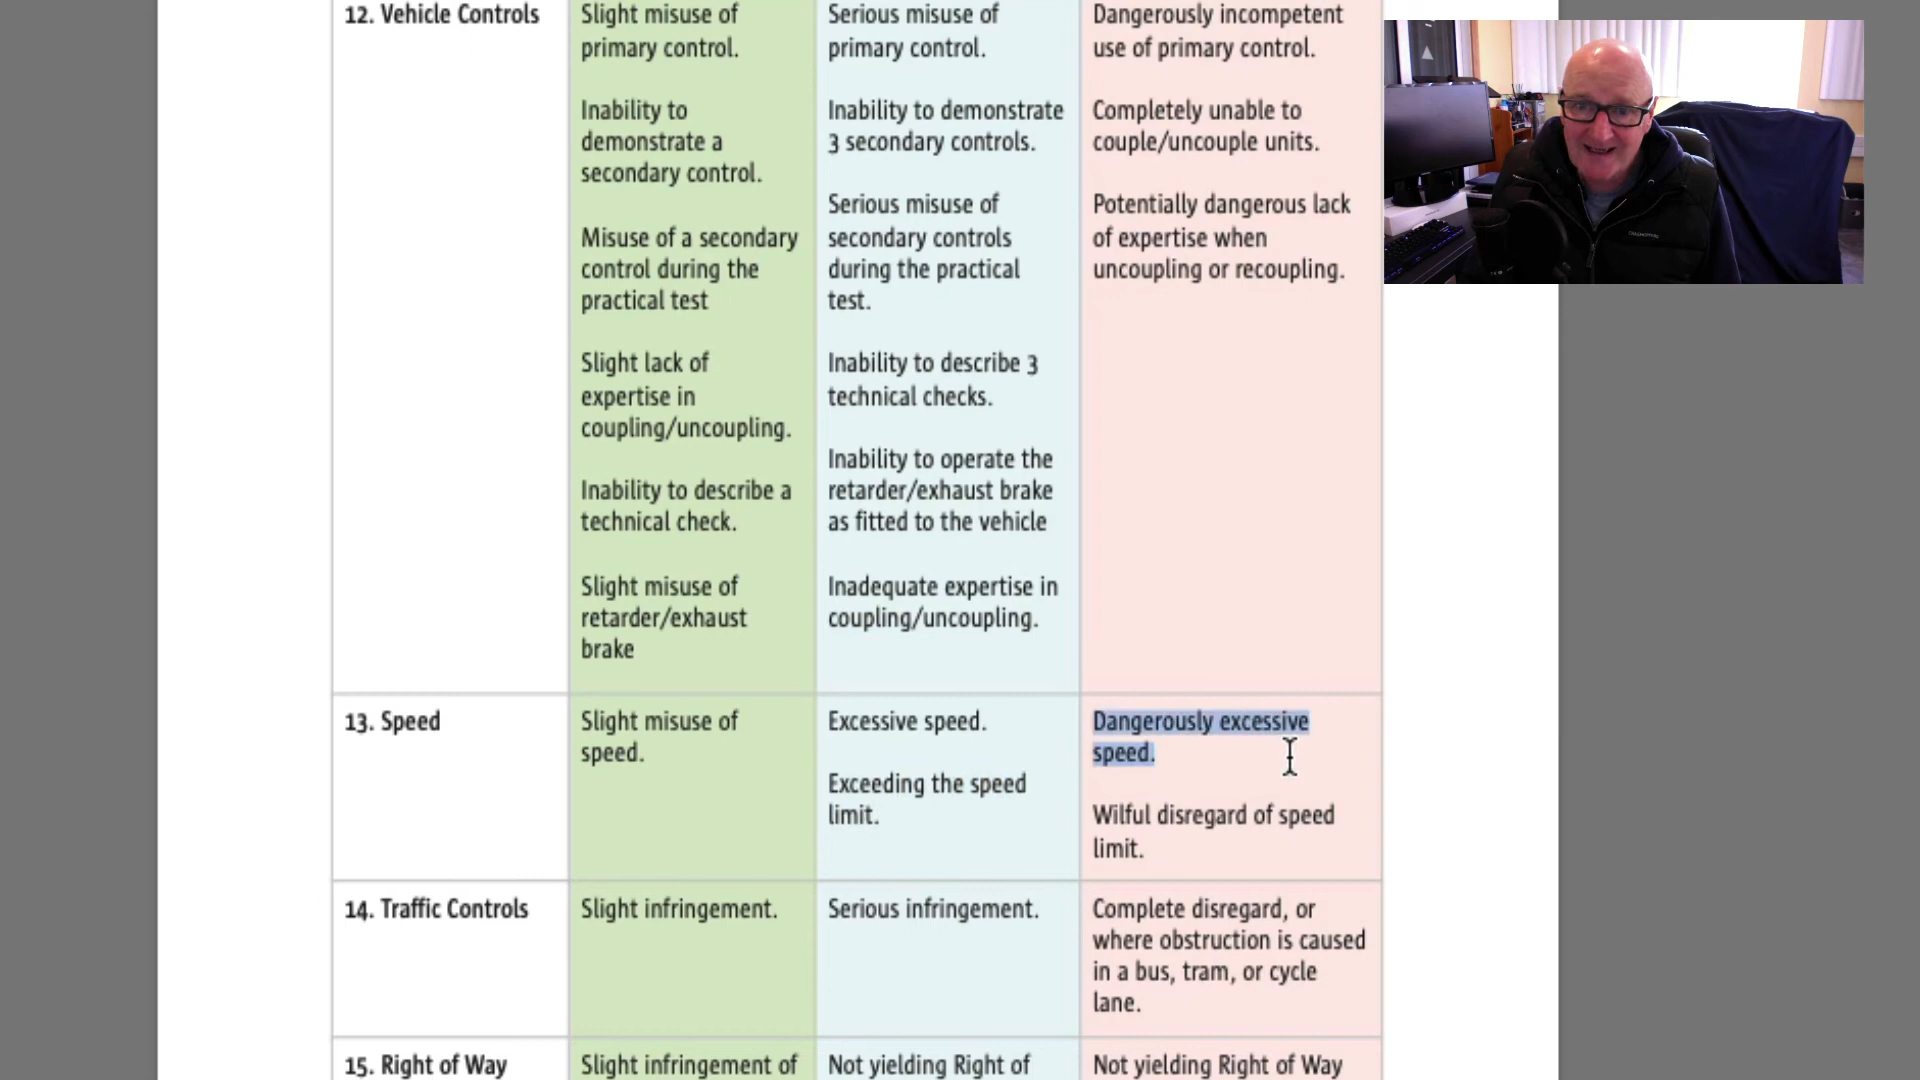 12. Vehicle Controls
Slight misuse of
primary control.
Inability to
demonstrate a
secondary control.
Misuse of a secondary
control during the
practical test
Slight lack of
expertise in
coupling/uncoupling.
Inability to describe a
technical check.
Slight misuse of
retarder/exhaust
brake
Serious misuse of
primary control.
Inability to demonstrate
3 secondary controls.
Serious misuse of
secondary controls
during the practical
test.
Inability to describe 3
technical checks.
Inability to operate the
retarder/exhaust brake
as fitted to the vehicle
Inadequate expertise in
coupling/uncoupling.
Dangerously incompetent
use of primary control.
Completely unable to
couple/uncouple units.
Potentially dangerous lack
of expertise when
uncoupling or recoupling.
13. Speed
Slight misuse of
speed.
Excessive speed.
Exceeding the speed
limit.
Dangerously excessive
speed.
Wilful disregard of speed
limit.
14. Traffic Controls
Slight infringement.
Serious infringement.
Complete disregard, or
where obstruction is caused
in a bus, tram, or cycle
lane.
15. Right of Way
Slight infringement of
Not yielding Right of
Not yielding Right of Way